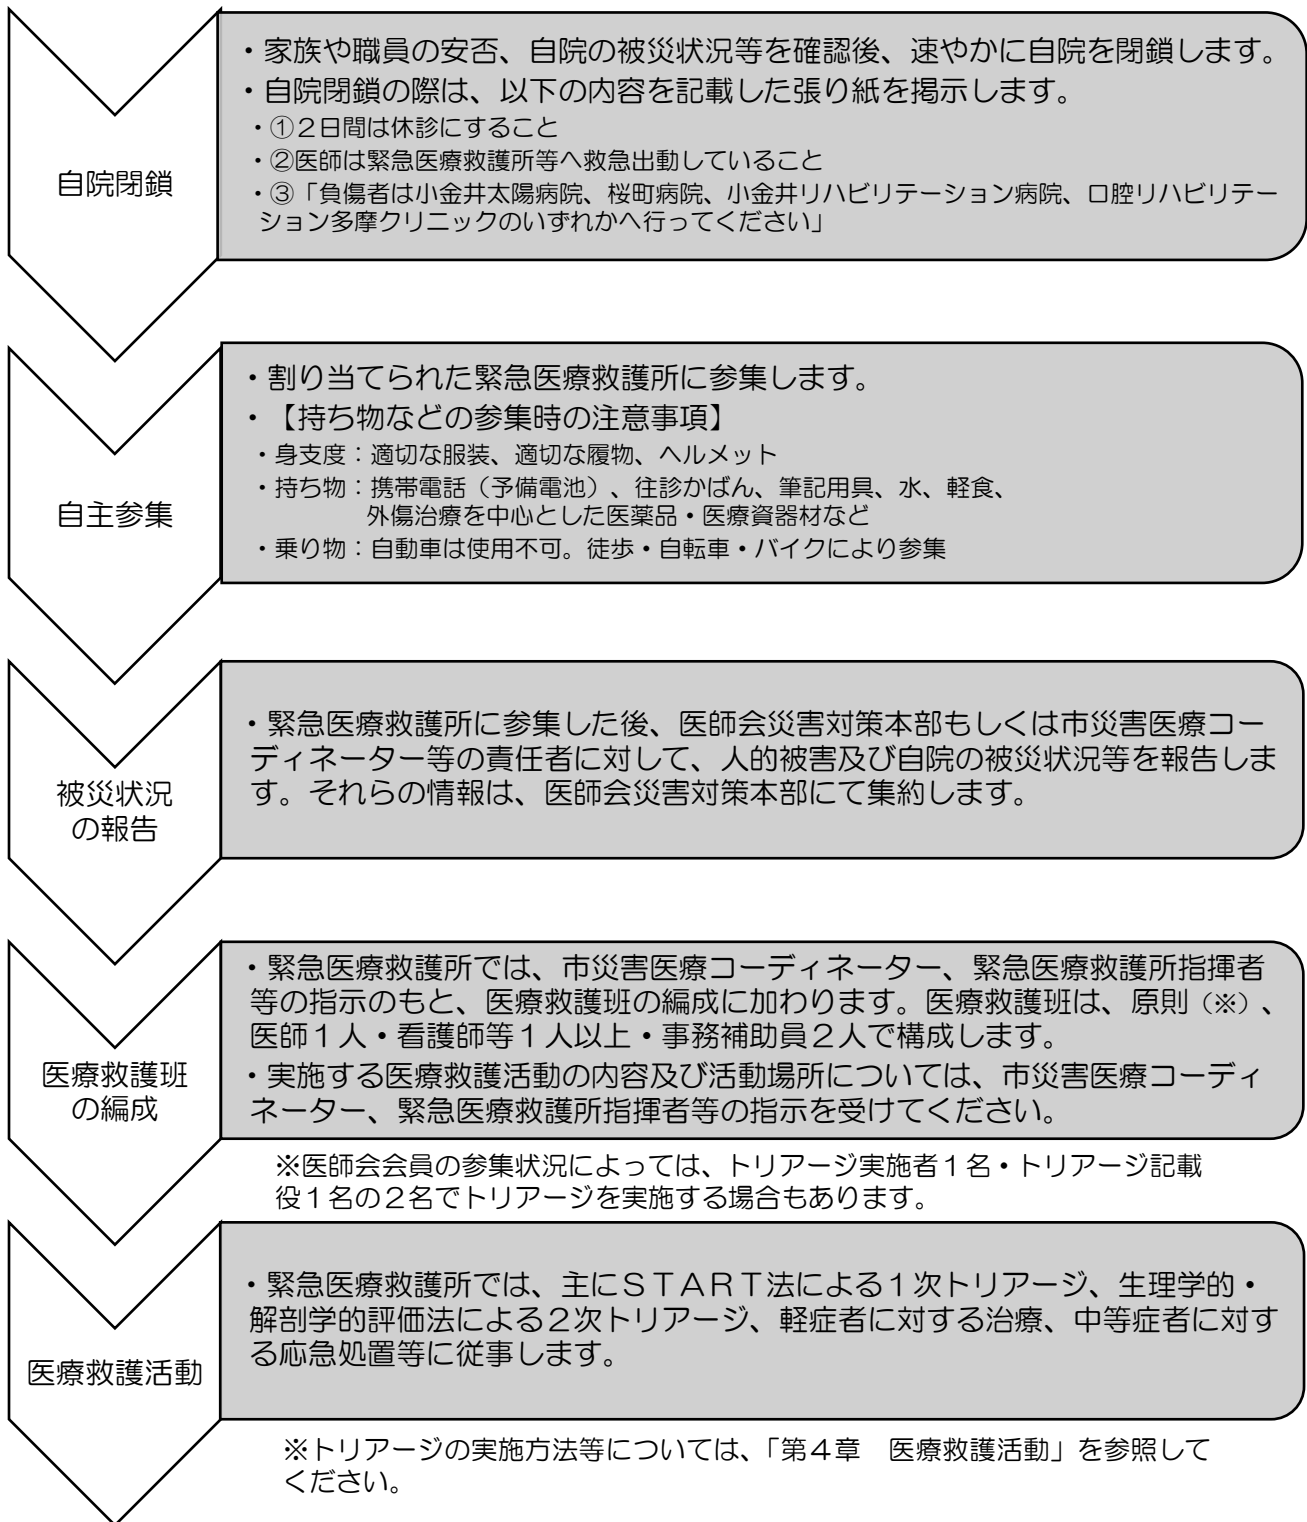 自院閉鎖
・家族や職員の安否、自院の被災状況等を確認後、速やかに自院を閉鎖します。
・自院閉鎖の際は、以下の内容を記載した張り紙を掲示します。
・①２日間は休診にすること
・②医師は緊急医療救護所等へ救急出動していること
・③「負傷者は小金井太陽病院、桜町病院、小金井リハビリテーション病院、口腔リハビリテー
ション多摩クリニックのいずれかへ行ってください」
自主参集
・割り当てられた緊急医療救護所に参集します。
・【持ち物などの参集時の注意事項】
・身支度：適切な服装、適切な履物、ヘルメット
・持ち物：携帯電話（予備電池）、往診かばん、筆記用具、水、軽食、
外傷治療を中心とした医薬品・医療資器材など
・乗り物：自動車は使用不可。徒歩・自転車・バイクにより参集
被災状況
の報告
・緊急医療救護所に参集した後、医師会災害対策本部もしくは市災害医療コー
ディネーター等の責任者に対して、人的被害及び自院の被災状況等を報告しま
す。それらの情報は、医師会災害対策本部にて集約します。
医療救護班
の編成
・緊急医療救護所では、市災害医療コーディネーター、緊急医療救護所指揮者
等の指示のもと、医療救護班の編成に加わります。医療救護班は、原則（※）、
医師１人・看護師等１人以上・事務補助員２人で構成します。
・実施する医療救護活動の内容及び活動場所については、市災害医療コーディ
ネーター、緊急医療救護所指揮者等の指示を受けてください。
※医師会会員の参集状況によっては、トリアージ実施者１名・トリアージ記載
役１名の２名でトリアージを実施する場合もあります。
医療救護活動
・緊急医療救護所では、主にＳＴＡＲＴ法による１次トリアージ、生理学的・
解剖学的評価法による２次トリアージ、軽症者に対する治療、中等症者に対す
る応急処置等に従事します。
※トリアージの実施方法等については、「第４章　医療救護活動」を参照して
ください。